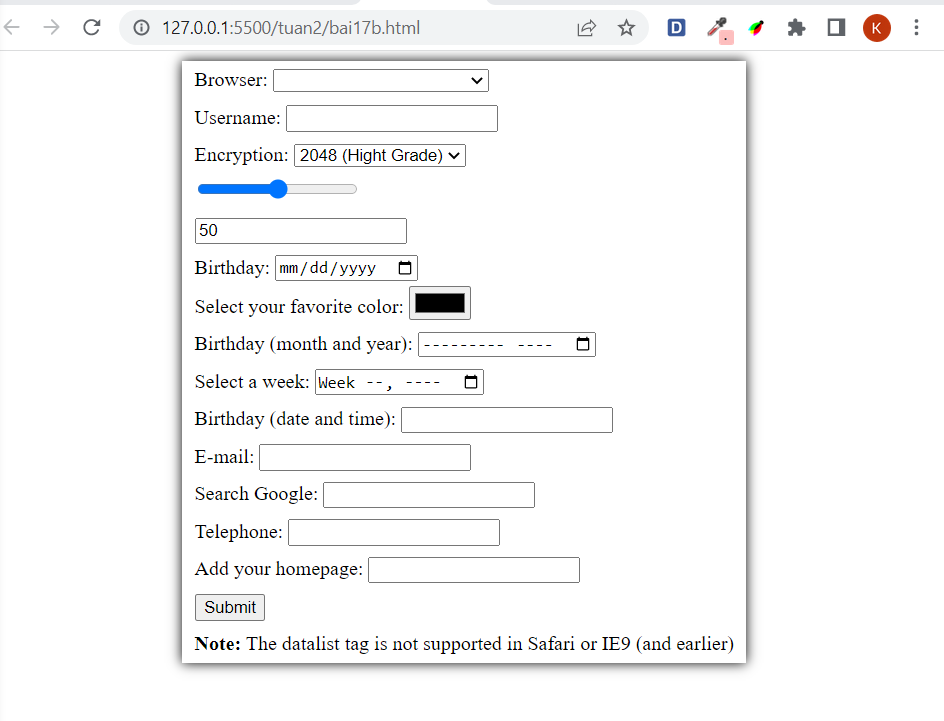 127.0.0.1:5500/tuan2/bai17b.html
D
.
K
Browser:
Username:
Encryption: 2048 (Hight Grade)
50
Birthday: mm/dd/yyyy
Select your favorite color:
Birthday (month and year): --------- ----
Select a week: Week --, ----
Birthday (date and time):
E-mail:
Search Google:
Telephone:
Add your homepage:
Submit
Note: The datalist tag is not supported in Safari or IE9 (and earlier)